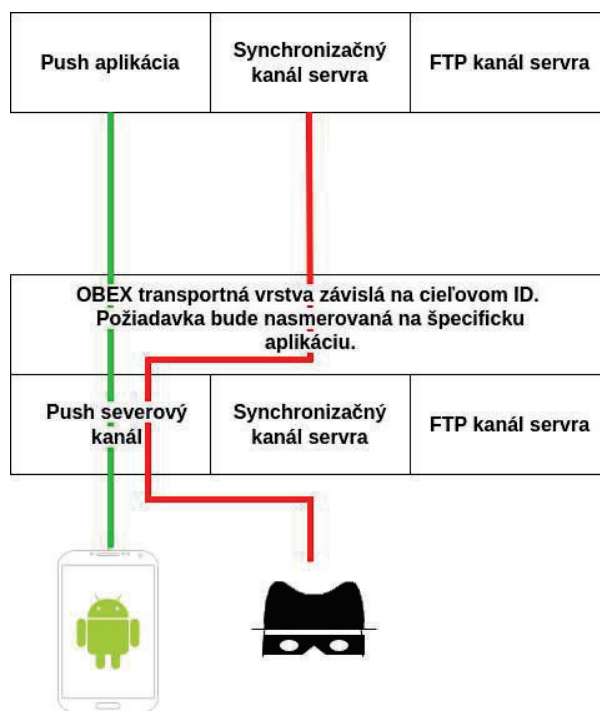 Push aplikácia
Synchronizačný
kanál servra
FTP kanál servra
OBEX transportná vrstva závislá na cieľovom ID.
Požiadavka bude nasmerovaná na špecificku
aplikáciu.
Push severový
kanál
Synchronizačný
kanál servra
FTP kanál servra